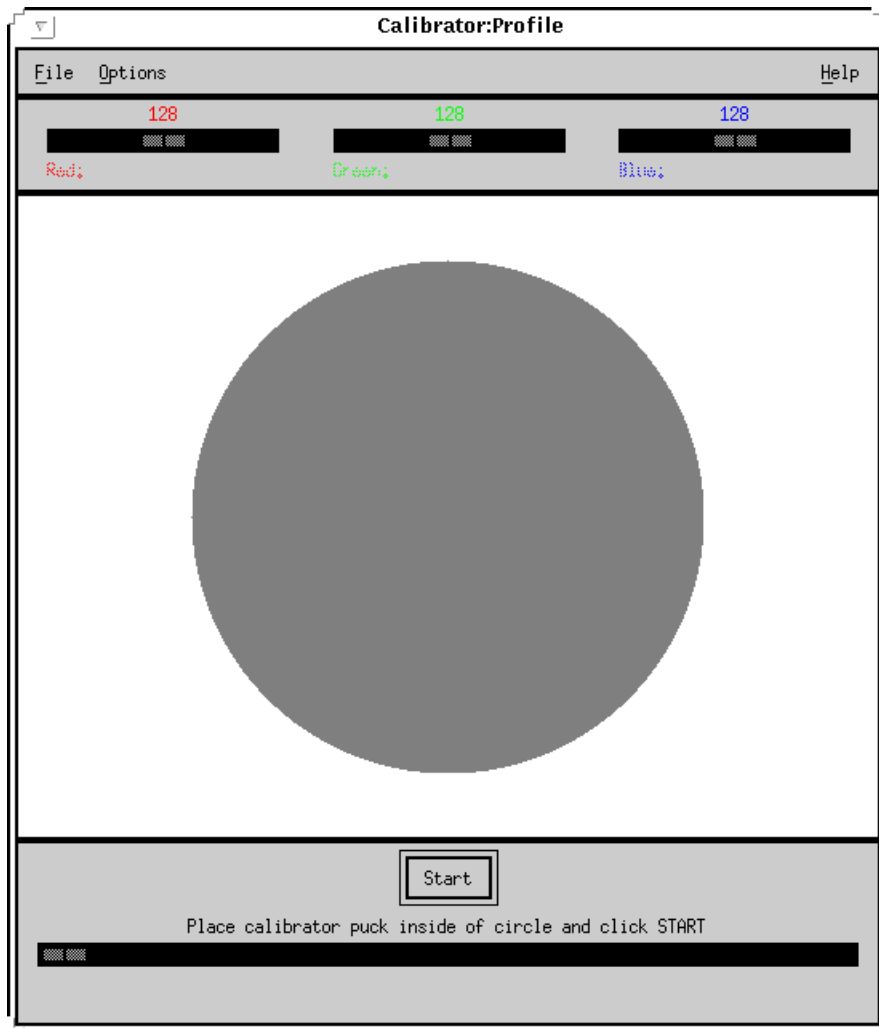 Calibrator:Profile
File Options Help
128 128 128
Red: Green: Blue:
Start
Place calibrator puck inside of circle and click START